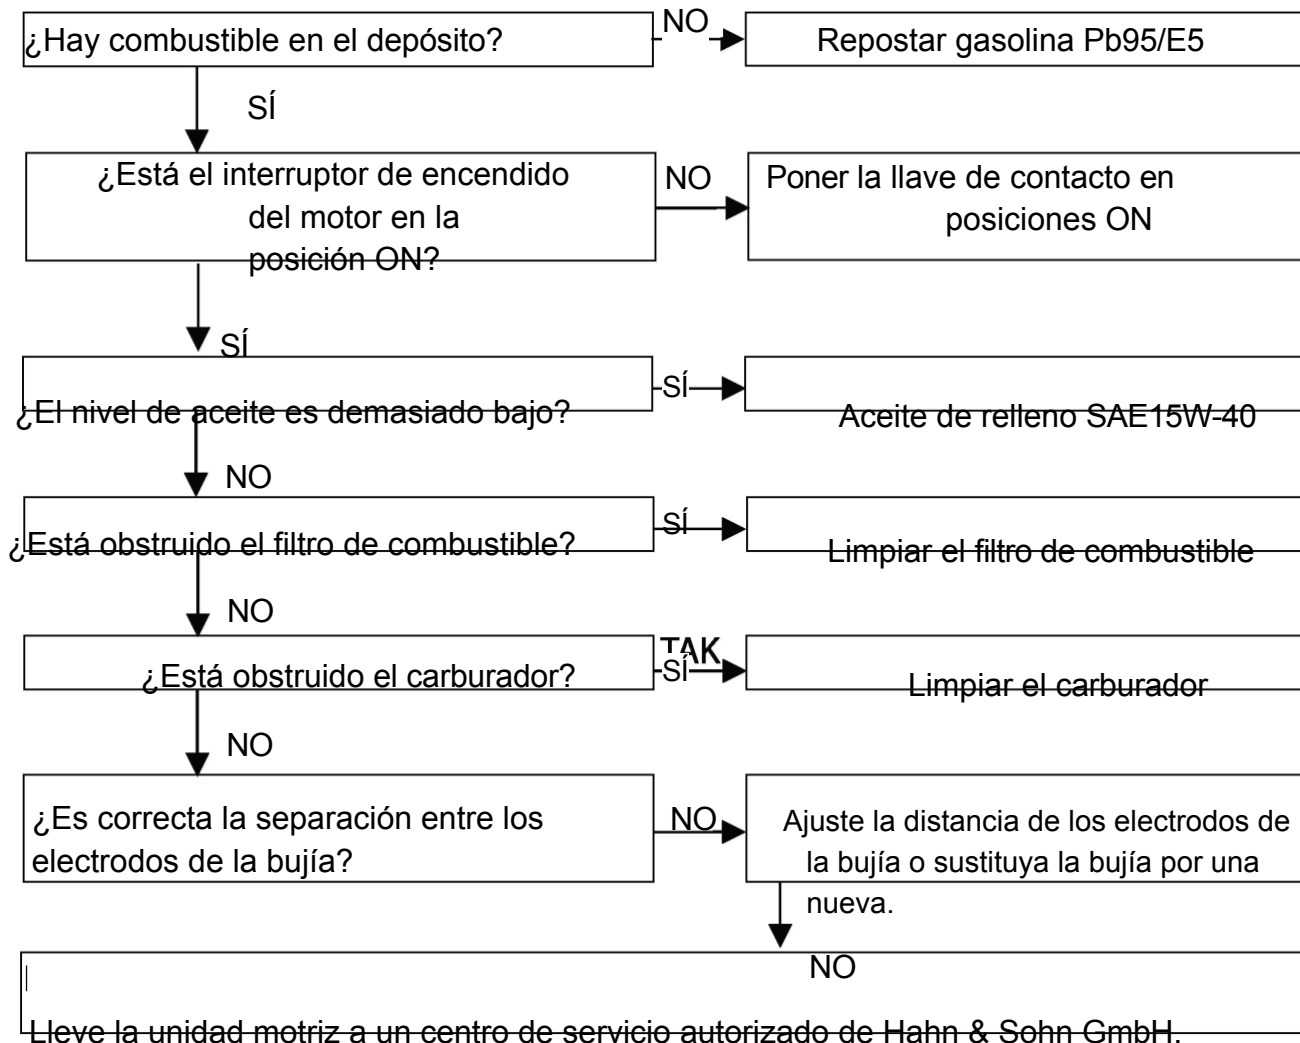 ¿Hay combustible en el depósito?
NO
Repostar gasolina Pb95/E5
SÍ
¿Está el interruptor de encendido
del motor en la
posición ON?
NO
Poner la llave de contacto en
posiciones ON
SÍ
¿El nivel de aceite es demasiado bajo?
SÍ
Aceite de relleno SAE15W-40
NO
¿Está obstruido el filtro de combustible?
SÍ
Limpiar el filtro de combustible
NO
¿Está obstruido el carburador?
TAK
SÍ
Limpiar el carburador
NO
¿Es correcta la separación entre los
electrodos de la bujía?
NO
Ajuste la distancia de los electrodos de
la bujía o sustituya la bujía por una
nueva.
NO
Lleve la unidad motriz a un centro de servicio autorizado de Hahn & Sohn GmbH.